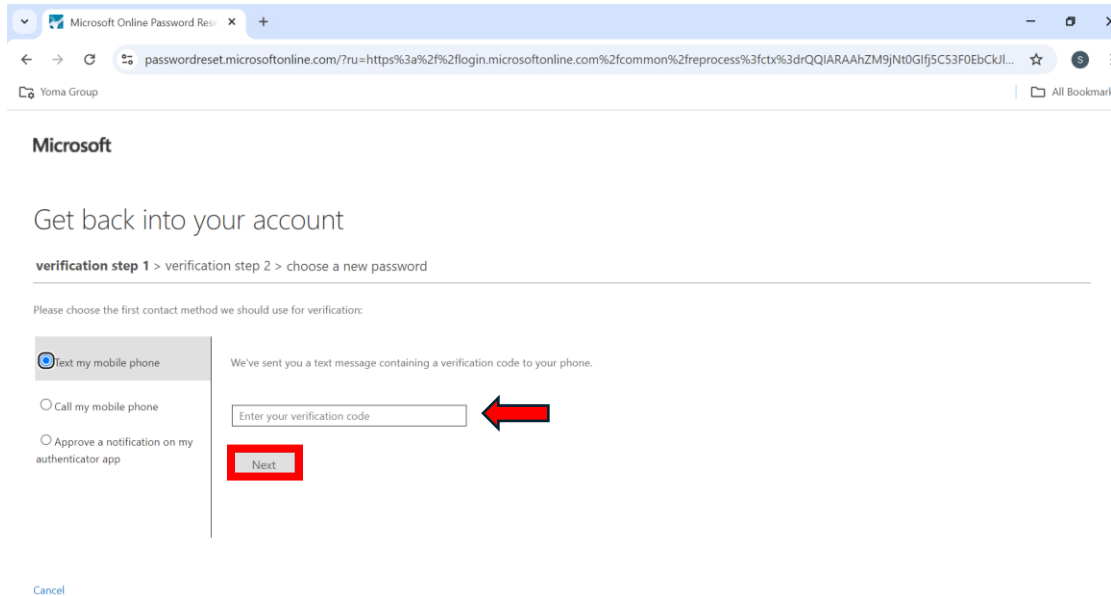 Microsoft Online Password Rese
passwordreset.microsoftonline.com/?ru=https%3a%2f%2flogin.microsoftonline.com%2fcommon%2freprocess%3fctx%3drQQIARAAhZM9jNt0GIfj5C53F0EbCkJl...
S
Yoma Group
All Bookmark
Microsoft
Get back into your account
verification step 1 > verification step 2 > choose a new password
Please choose the first contact method we should use for verification:
Text my mobile phone
We've sent you a text message containing a verification code to your phone.
Call my mobile phone
Enter your verification code
Approve a notification on my
authenticator app
Next
Cancel